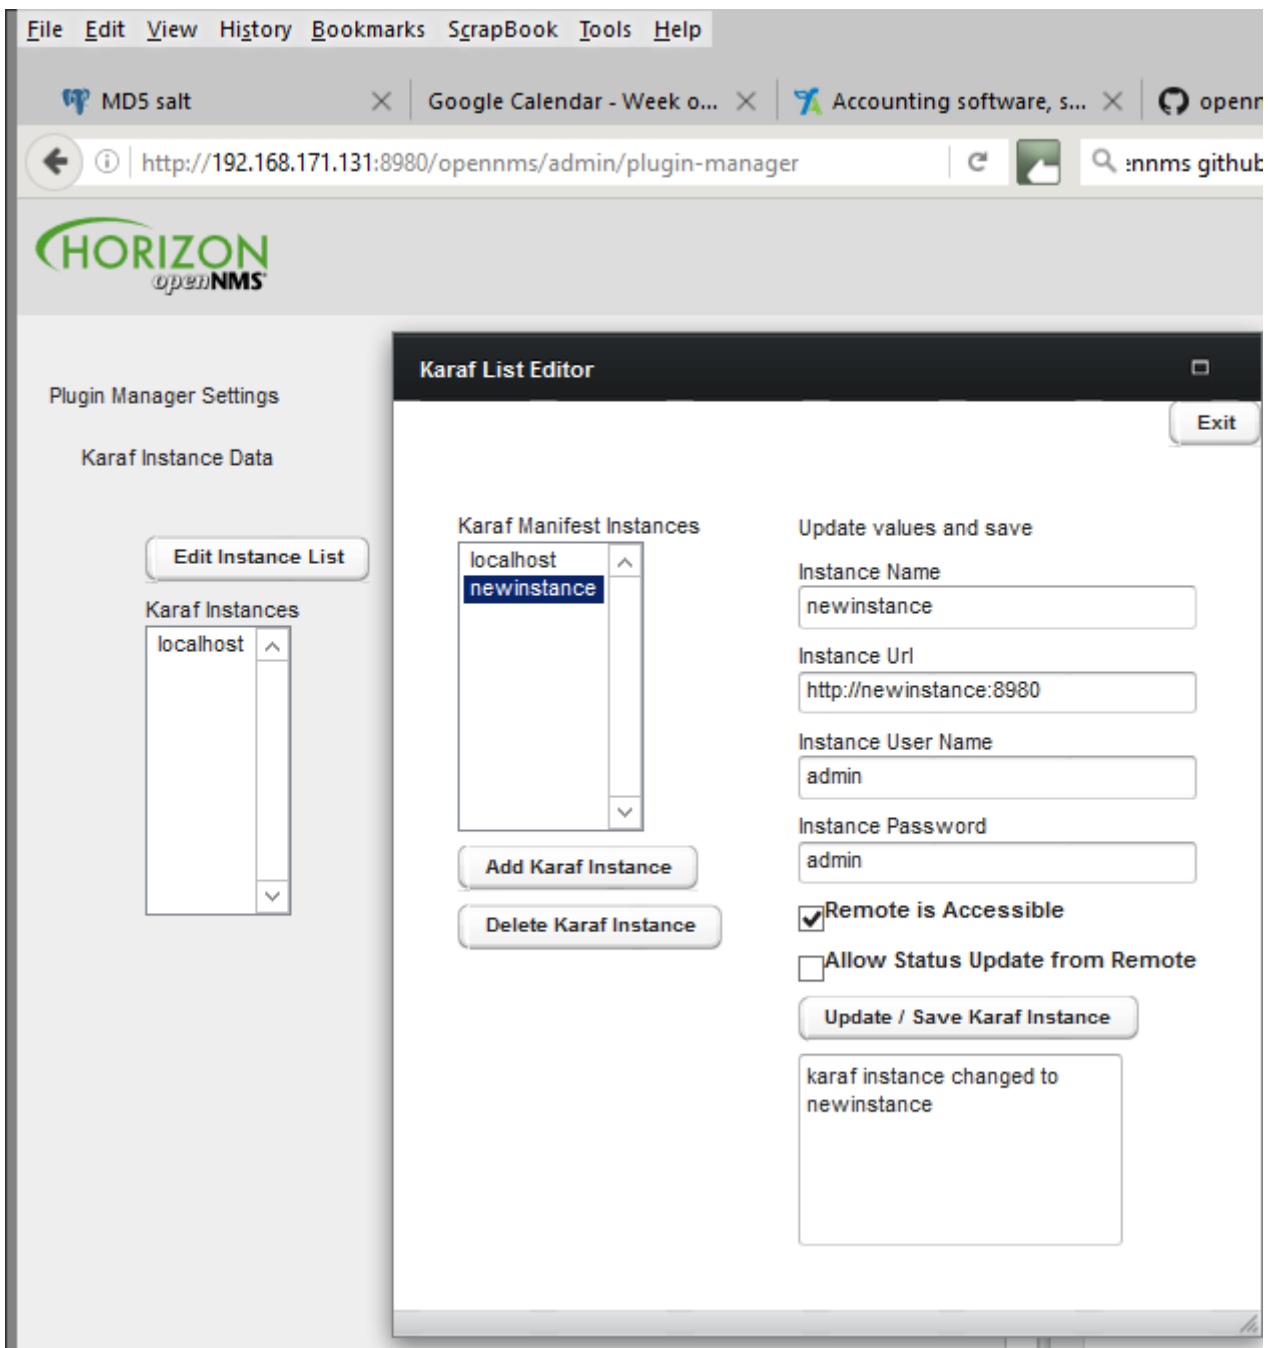 File Edit View History Bookmarks ScrapBook Tools Help
MD5 salt
Google Calendar - Week o...
Accounting software, s...
openn
http://192.168.171.131:8980/opennms/admin/plugin-manager
ennms github
HORIZON
openNMS
Karaf List Editor
Exit
Plugin Manager Settings
Karaf Instance Data
Edit Instance List
Karaf Instances
localhost
Karaf Manifest Instances
localhost
newinstance
Add Karaf Instance
Delete Karaf Instance
Update values and save
Instance Name
newinstance
Instance Url
http://newinstance:8980
Instance User Name
admin
Instance Password
admin
Remote is Accessible
Allow Status Update from Remote
Update / Save Karaf Instance
karaf instance changed to
newinstance